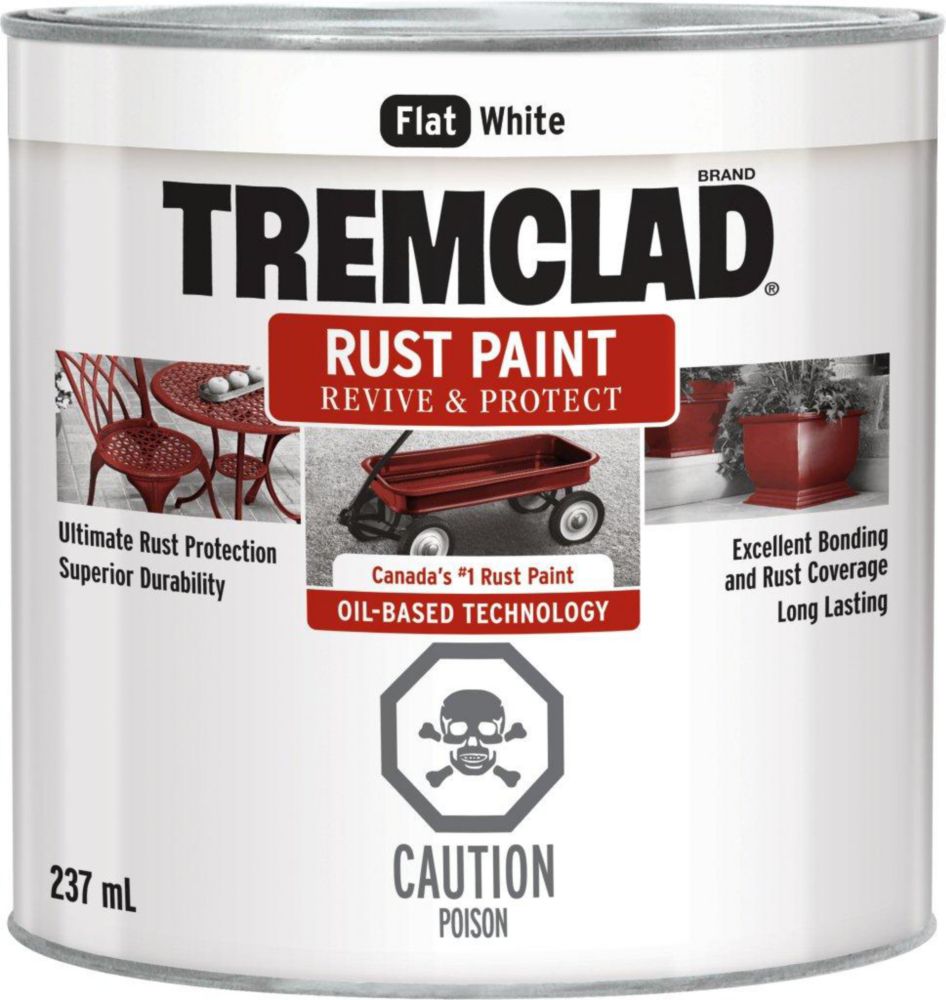 Flat White
BRAND
TREMCLAD®
RUST PAINT
REVIVE & PROTECT
Ultimate Rust Protection
Superior Durability
Excellent Bonding
and Rust Coverage
Long Lasting
Canada's #1 Rust Paint
OIL-BASED TECHNOLOGY
CAUTION
POISON
237 mL